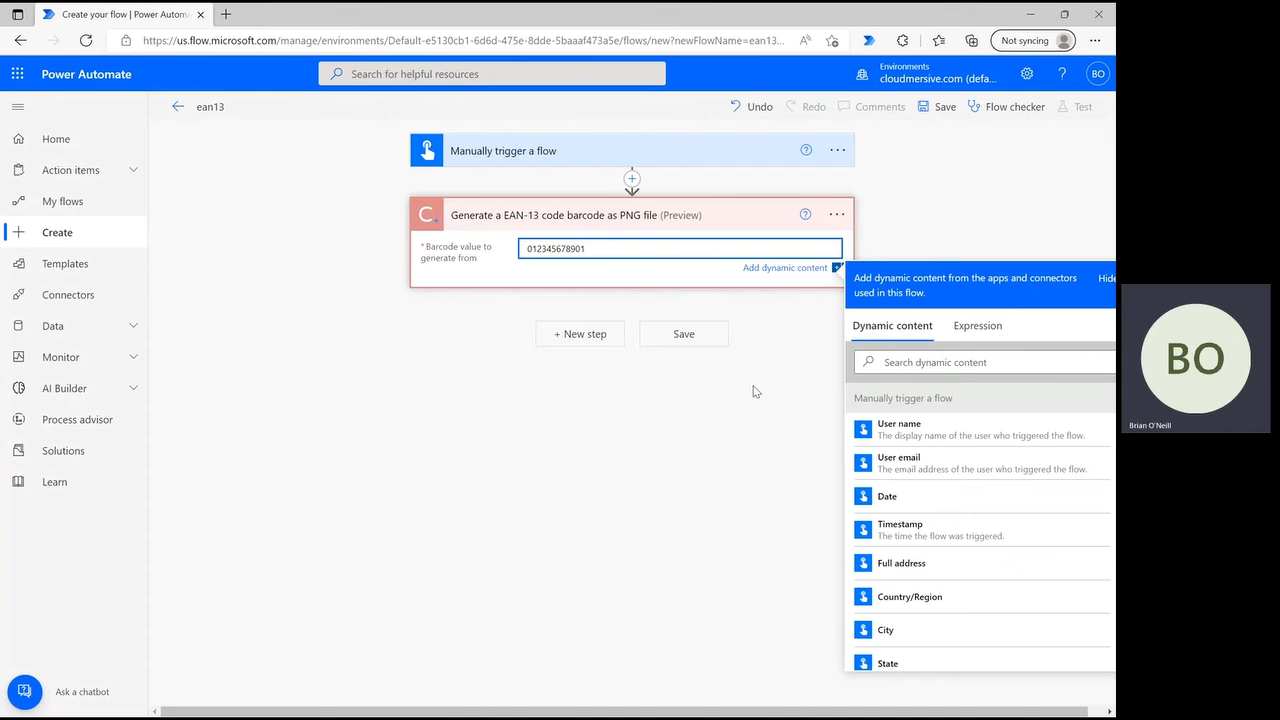 Create your flow | Power Automa
https://us.flow.microsoft.com/manage/environments/Default-e5130cb1-6d6d-475e-8dde-5baaaf473a5e/flows/new?newFlowName=ean13...
Not syncing
Power Automate
Search for helpful resources
Environments
cloudmersive.com (defa...
BO
ean13
Undo
Redo
Comments
Save
Flow checker
Test
Home
Action items
My flows
Create
Templates
Connectors
Data
Monitor
AI Builder
Process advisor
Solutions
Learn
Ask a chatbot
Manually trigger a flow
C
Generate a EAN-13 code barcode as PNG file (Preview)
* Barcode value to
generate from
012345678901
Add dynamic content
+ New step
Save
Add dynamic content from the apps and connectors
used in this flow.
Hide
Dynamic content
Expression
Search dynamic content
Manually trigger a flow
User name
The display name of the user who triggered the flow.
User email
The email address of the user who triggered the flow.
Date
Timestamp
The time the flow was triggered.
Full address
Country/Region
City
State
BO
Brian O'Neill